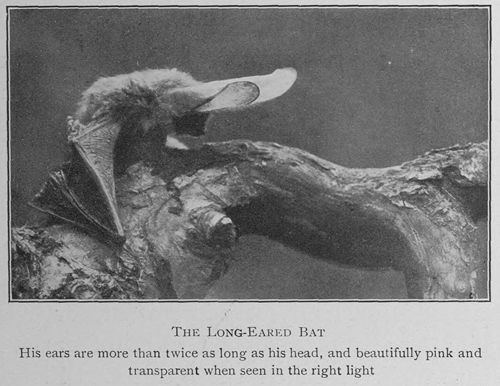 The Long-Eared Bat
His ears are more than twice as long as his head, and beautifully pink and
transparent when seen in the right light